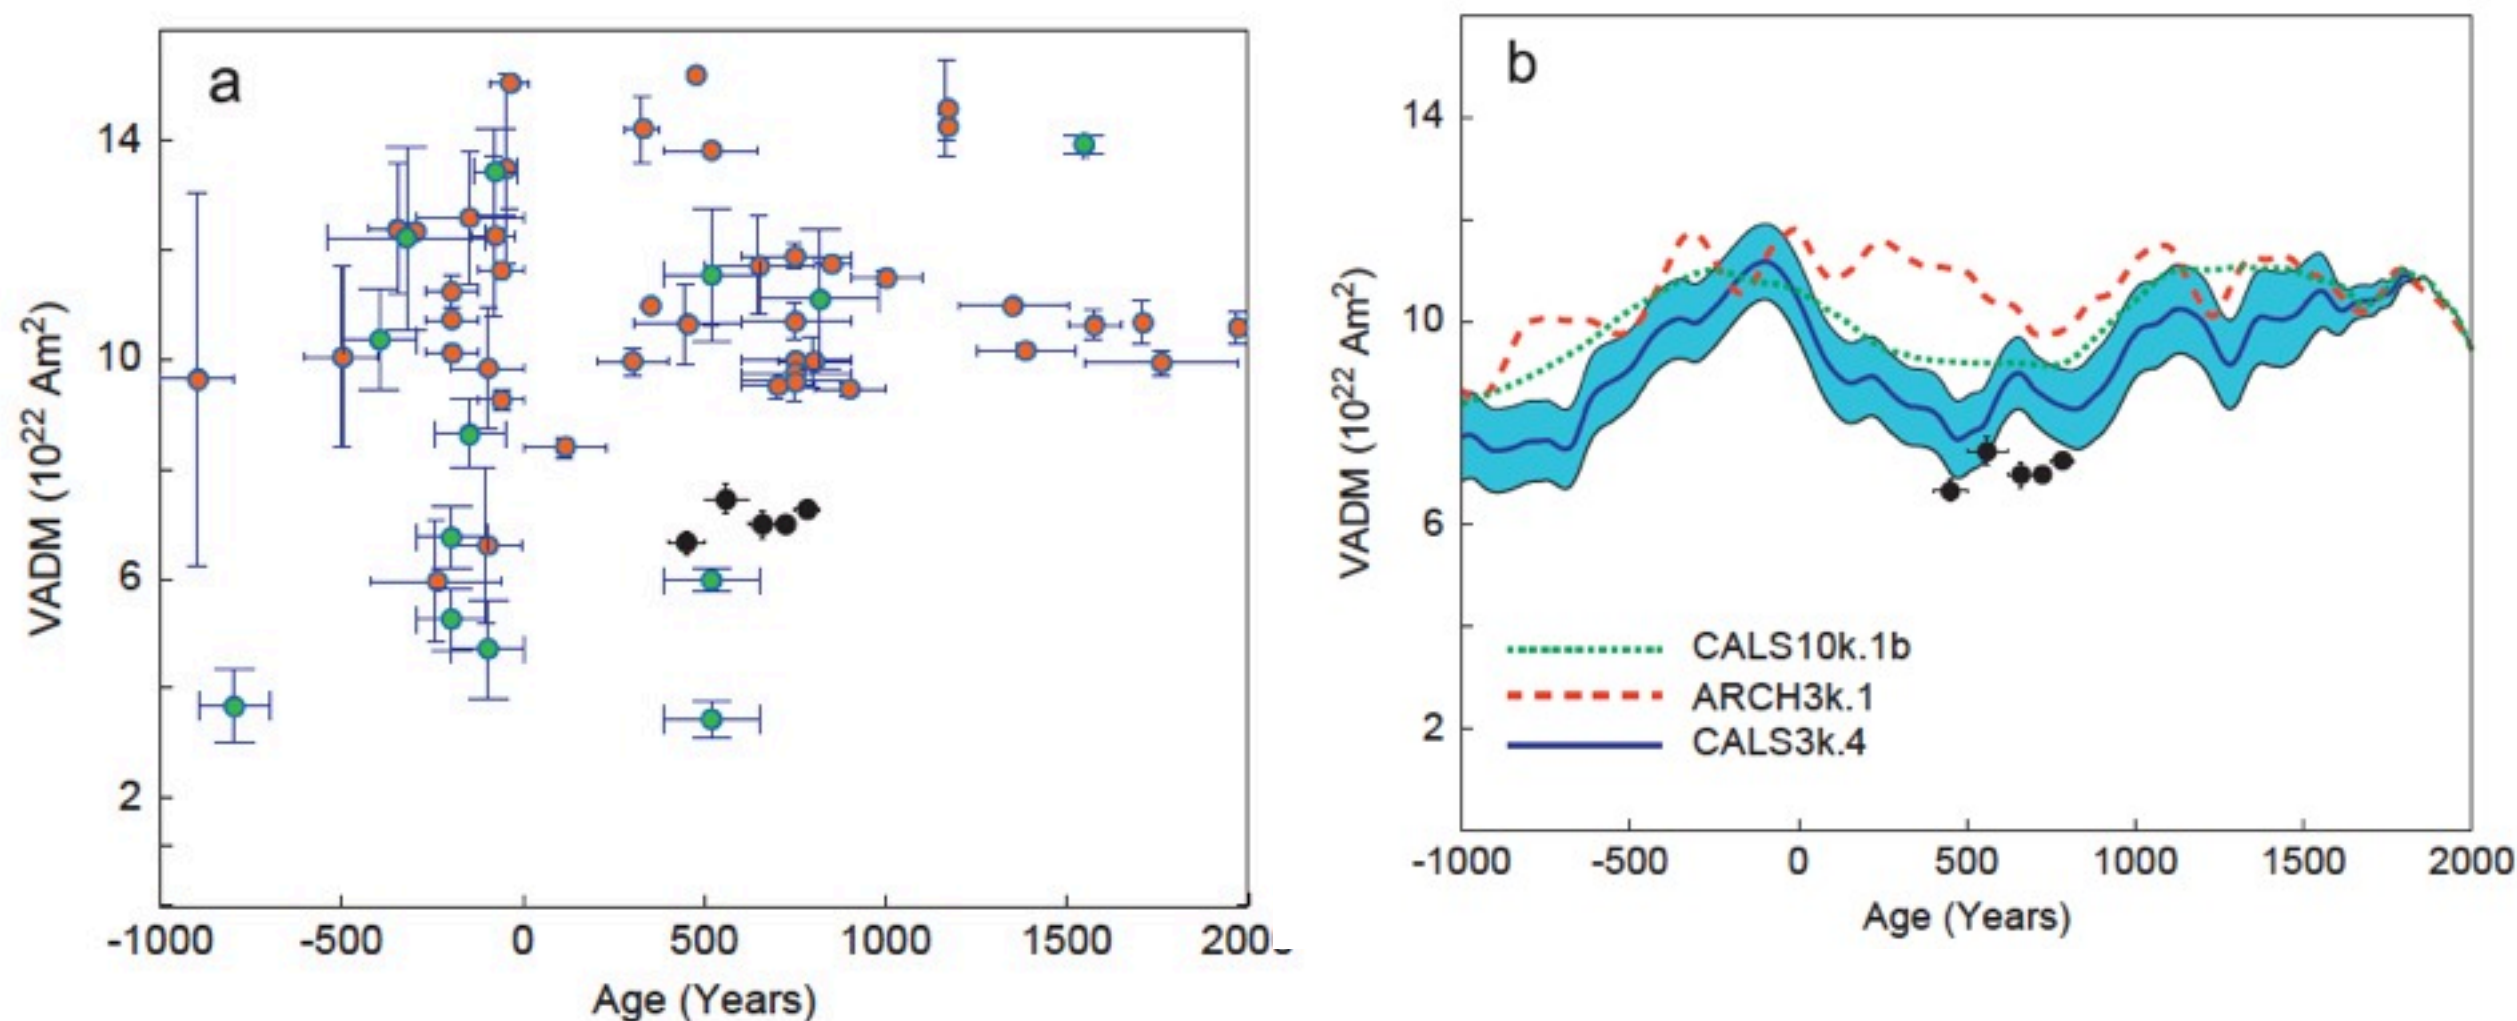 a
14
10
6
2
VADM (10²² Am²)
-1000 -500 0 500 1000 1500 200
Age (Years)
b
14
10
6
2
VADM (10²² Am²)
CALS10k.1b
ARCH3k.1
CALS3k.4
-1000 -500 0 500 1000 1500 2000
Age (Years)